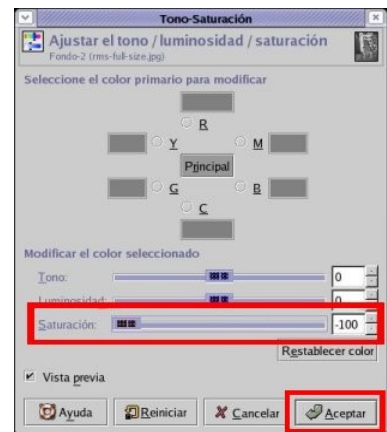 Tono-Saturación
Ajustar el tono / luminosidad / saturación
Fondo-2 (rms-full-size.jpg)
Seleccione el color primario para modificar
R
Y M
Principal
G B
C
Modificar el color seleccionado
Tono: 0
Luminosidad: 0
Saturación: -100
Restablecer color
Vista previa
Ayuda Reiniciar Cancelar Aceptar